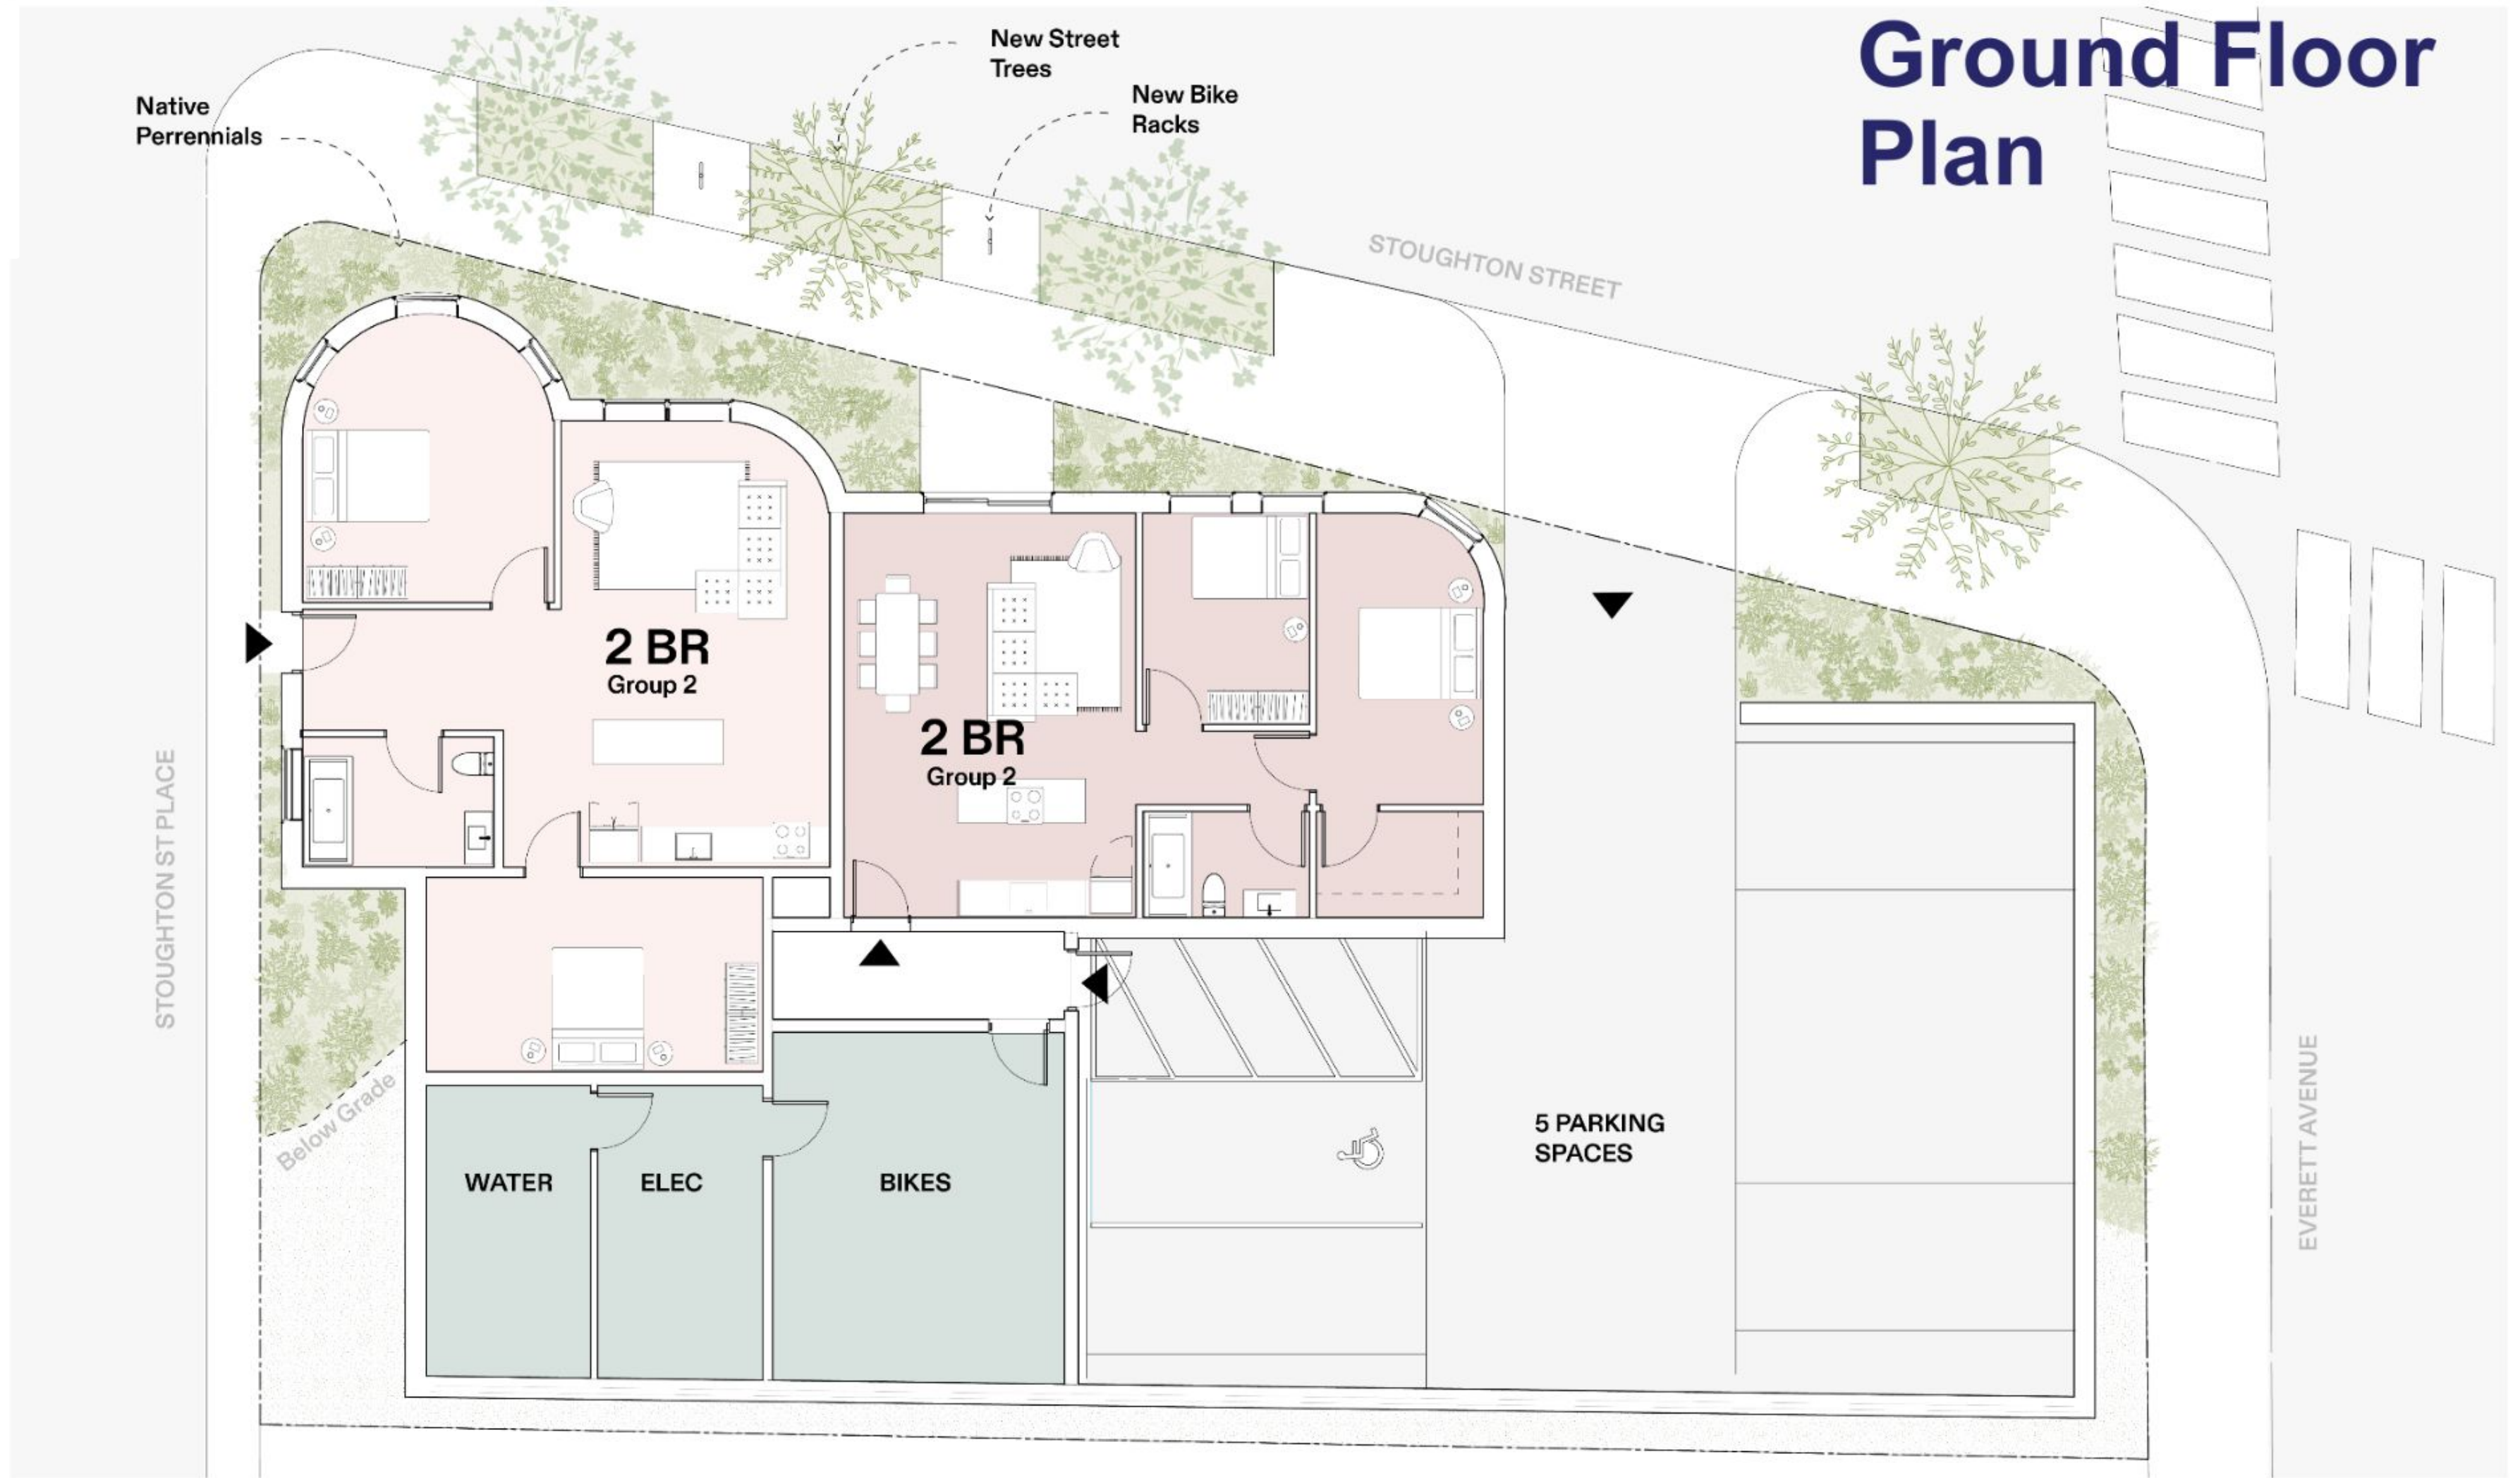 Ground Floor
Plan
New Street
Trees
New Bike
Racks
Native
Perrennials
STOUGHTON STREET
2 BR
Group 2
2 BR
Group 2
STOUGHTON ST PLACE
Below Grade
WATER
ELEC
BIKES
5 PARKING
SPACES
EVERETT AVENUE